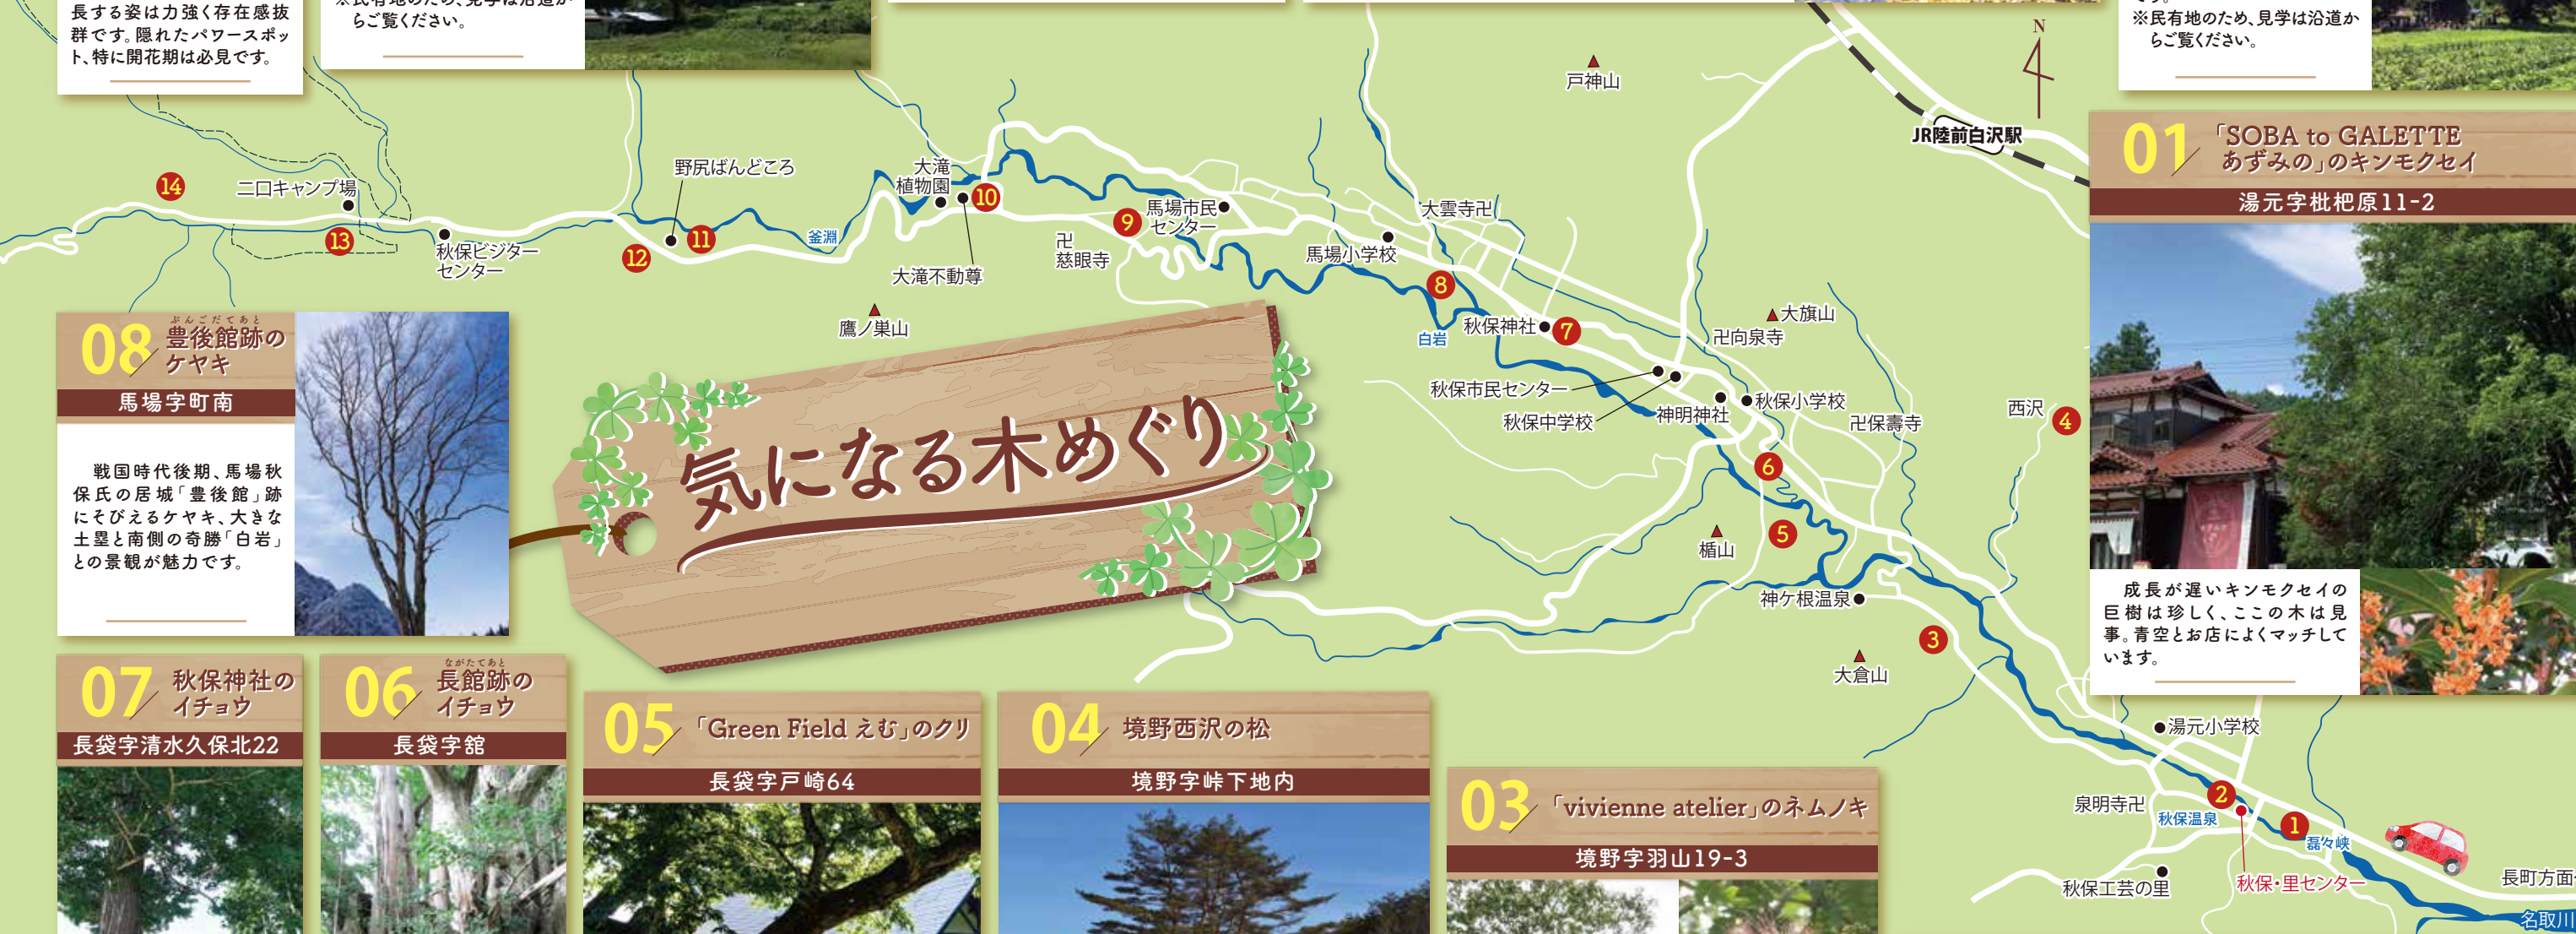 長する姿は力強く存在感抜
群です。隠れたパワースポッ
ト、特に開花期は必見です。
※民有地のため、見学は沿道か
らご覧ください。
※民有地のため、見学は沿道か
らご覧ください。
N
戸神山
JR陸前白沢駅
01
「SOBA to GALETTE
あずみの」のキンモクセイ
湯元字枇杷原11-2
成長が遅いキンモクセイの
巨樹は珍しく、ここの木は見
事。青空とお店によくマッチして
います。
14
二口キャンプ場
13
秋保ビジター
センター
野尻ばんどころ
12
11
釜淵
大滝
植物園
10
大滝不動尊
鷹ノ巣山
9
馬場市民
センター
卍
慈眼寺
大雲寺卍
馬場小学校
8
白岩
秋保神社
7
大旗山
卍向泉寺
秋保市民センター
秋保中学校
神明神社
秋保小学校
卍保壽寺
西沢
4
6
5
楯山
神ケ根温泉
3
大倉山
湯元小学校
2
泉明寺卍
秋保温泉
1
磊々峡
秋保工芸の里
秋保・里センター
長町方面
名取川
気になる木めぐり
08
ぶんごだてあと
豊後館跡の
ケヤキ
馬場字町南
戦国時代後期、馬場秋
保氏の居城「豊後館」跡
にそびえるケヤキ、大きな
土塁と南側の奇勝「白岩」
との景観が魅力です。
07
秋保神社の
イチョウ
長袋字清水久保北22
06
ながたてあと
長館跡の
イチョウ
長袋字舘
05
「Green Field えむ」のクリ
長袋字戸崎64
04
境野西沢の松
境野字峠下地内
03
「vivienne atelier」のネムノキ
境野字羽山19-3